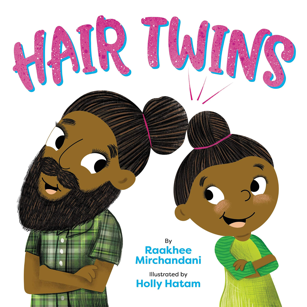 HAIR TWINS
By
Raakhee
Mirchandani
Illustrated by
Holly Hatam